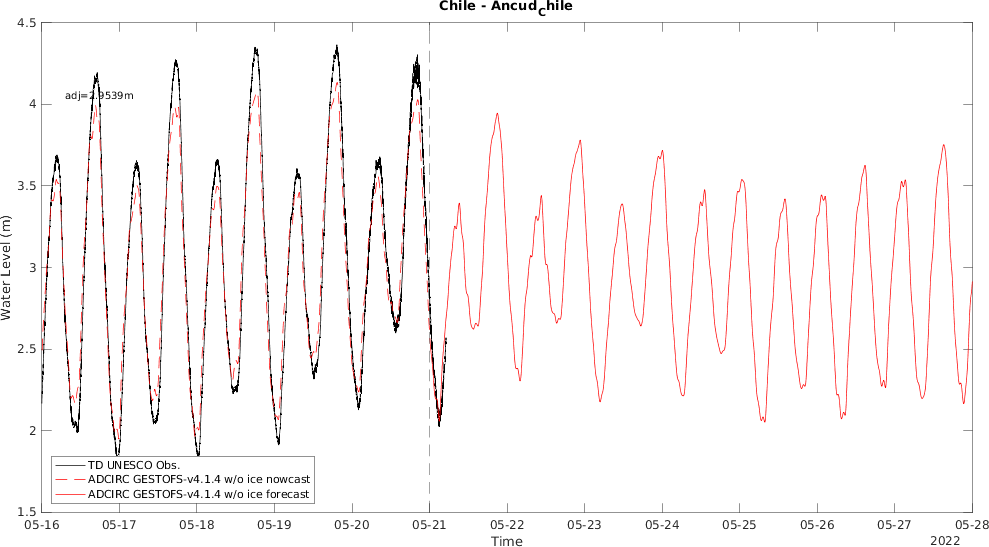 Chile - Ancud_Chile
4.5
4
3.5
3
2.5
2
1.5
Water Level (m)
adj=2.9539m
TD UNESCO Obs.
ADCIRC GESTOFS-v4.1.4 w/o ice nowcast
ADCIRC GESTOFS-v4.1.4 w/o ice forecast
05-16 05-17 05-18 05-19 05-20 05-21 05-22 05-23 05-24 05-25 05-26 05-27 05-28
Time
2022